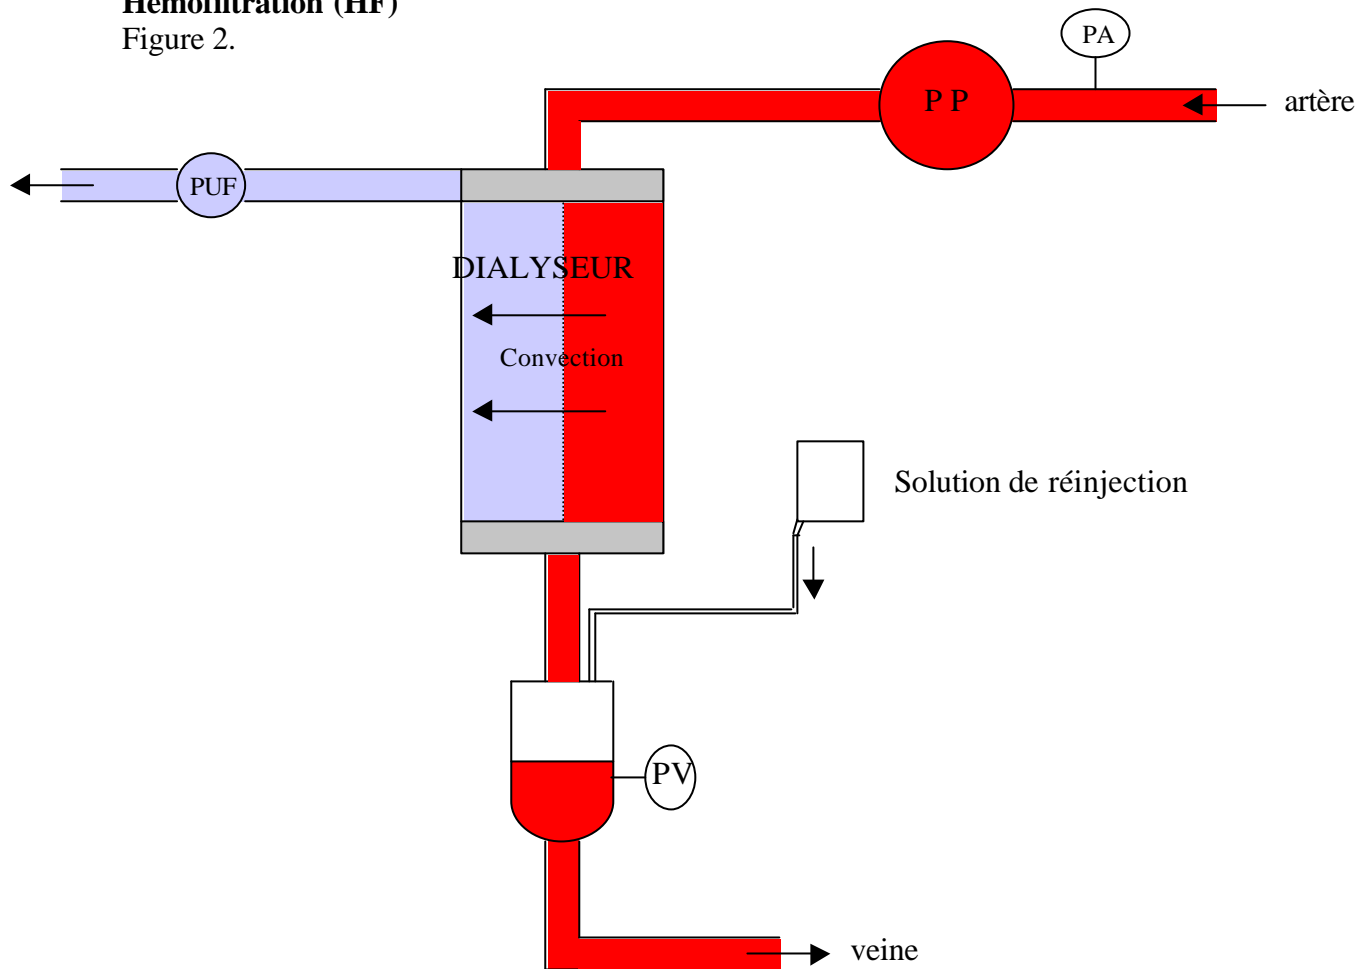 Hémofiltration (HF)
Figure 2.
PA
P P
artère
PUF
DIALYSEUR
Convection
Solution de réinjection
PV
veine